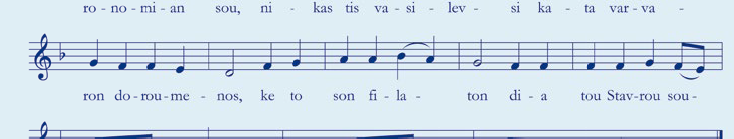 ro - no - mi - an sou, ni - kas tis va - si - lev - si ka - ta var - va -
ron do - rou - me - nos, ke to son fi - la - ton di - a tou Stav - rou sou -